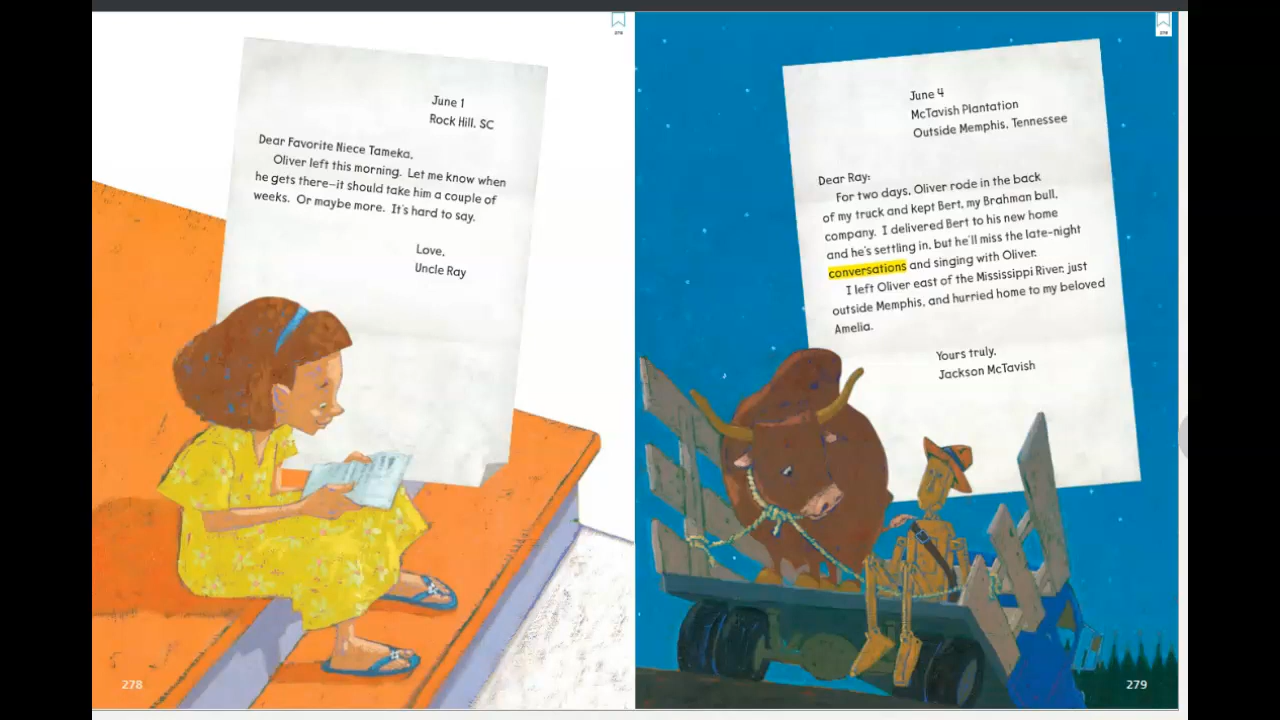 June 1
Rock Hill, SC
Dear Favorite Niece Tameka,
Oliver left this morning. Let me know when
he gets there—it should take him a couple of
weeks. Or maybe more. It's hard to say.
Love,
Uncle Ray
278
June 4
McTavish Plantation
Outside Memphis, Tennessee
Dear Ray:
For two days, Oliver rode in the back
of my truck and kept Bert, my Brahman bull,
company. I delivered Bert to his new home
and he's settling in, but he'll miss the late-night
conversations and singing with Oliver.
I left Oliver east of the Mississippi River, just
outside Memphis, and hurried home to my beloved
Amelia.
Yours truly,
Jackson McTavish
279